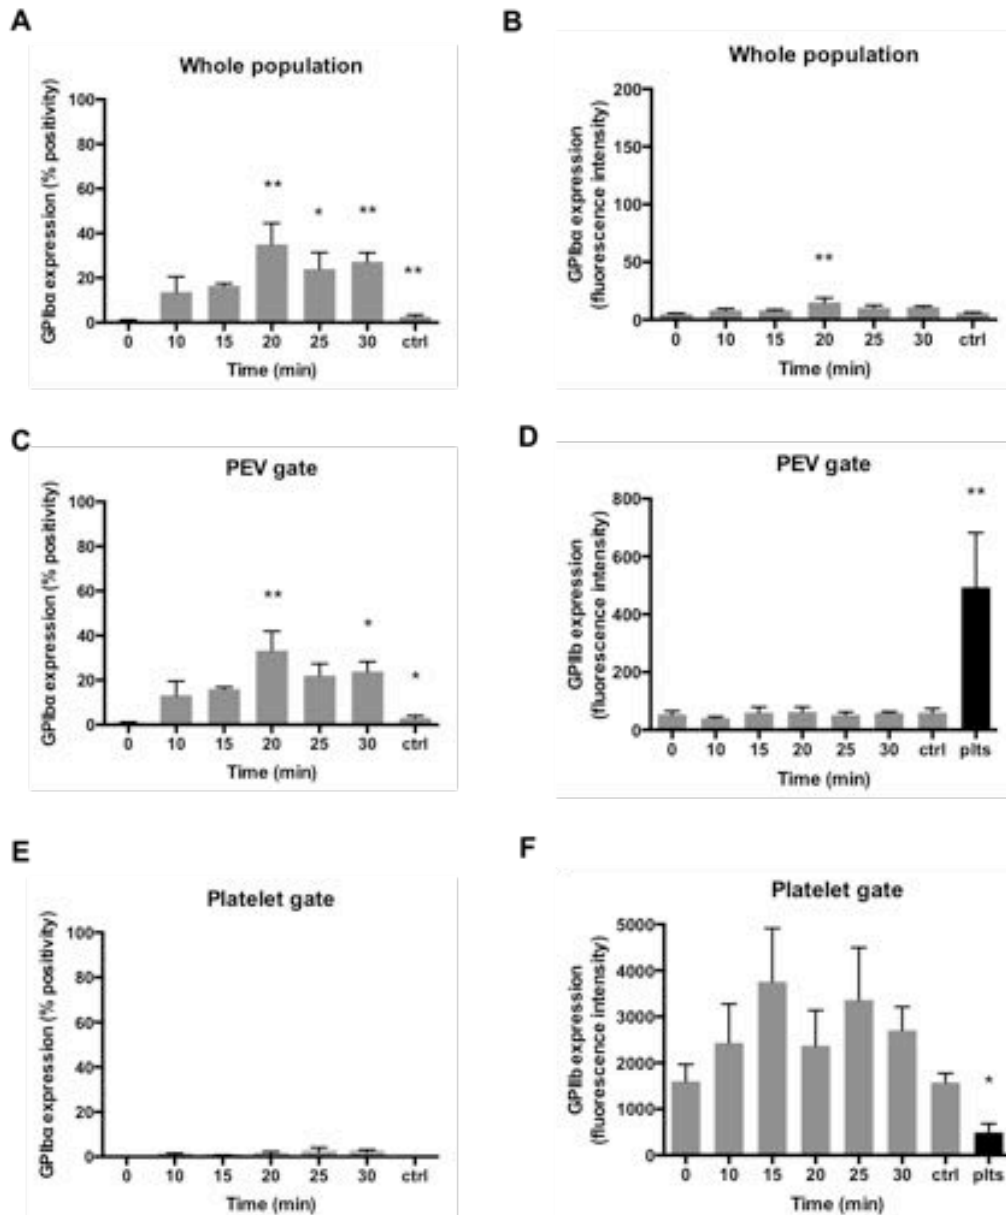 A
Whole population
GPIbα expression (% positivity)
100
80
60
40
20
0
**
*
**
**
0 10 15 20 25 30 ctrl
Time (min)
B
Whole population
GPIbα expression
(fluorescence intensity)
200
150
100
50
0
**
0 10 15 20 25 30 ctrl
Time (min)
C
PEV gate
GPIbα expression (% positivity)
100
80
60
40
20
0
**
*
*
0 10 15 20 25 30 ctrl
Time (min)
D
PEV gate
GPIIb expression
(fluorescence intensity)
800
600
400
200
0
**
0 10 15 20 25 30 ctrl plts
Time (min)
E
Platelet gate
GPIbα expression (% positivity)
100
80
60
40
20
0
0 10 15 20 25 30 ctrl
Time (min)
F
Platelet gate
GPIIb expression
(fluorescence intensity)
5000
4000
3000
2000
1000
0
*
0 10 15 20 25 30 ctrl plts
Time (min)